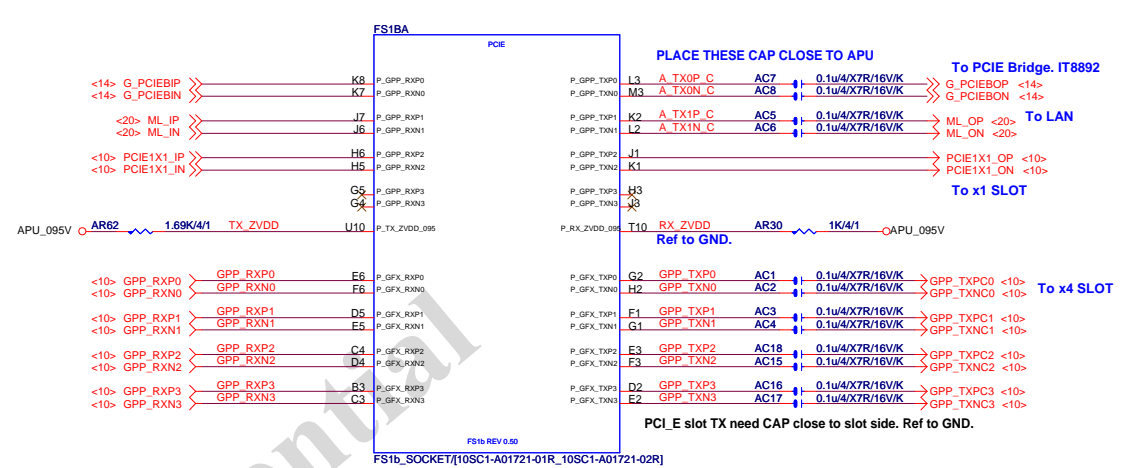 FS1BA
PCIE
PLACE THESE CAP CLOSE TO APU
To PCIE Bridge. IT8892
<14> G_PCIEBIP K8 P_GPP_RXP0 P_GPP_TXP0 L3 A_TX0P_C AC7 0.1u/4/X7R/16V/K G_PCIEBOP <14>
<14> G_PCIEBIN K7 P_GPP_RXN0 P_GPP_TXN0 M3 A_TX0N_C AC8 0.1u/4/X7R/16V/K G_PCIEBON <14>
To LAN
<20> ML_IP J7 P_GPP_RXP1 P_GPP_TXP1 K2 A_TX1P_C AC5 0.1u/4/X7R/16V/K ML_OP <20>
<20> ML_IN J6 P_GPP_RXN1 P_GPP_TXN1 L2 A_TX1N_C AC6 0.1u/4/X7R/16V/K ML_ON <20>
<10> PCIE1X1_IP H6 P_GPP_RXP2 P_GPP_TXP2 J1 PCIE1X1_OP <10>
<10> PCIE1X1_IN H5 P_GPP_RXN2 P_GPP_TXN2 K1 PCIE1X1_ON <10>
G5 P_GPP_RXP3 P_GPP_TXP3 H3 To x1 SLOT
G4 P_GPP_RXN3 P_GPP_TXN3 J3
APU_095V AR62 1.69K/4/1 TX_ZVDD U10 P_TX_ZVDD_095 P_RX_ZVDD_095 T10 RX_ZVDD AR30 1K/4/1 APU_095V
Ref to GND.
<10> GPP_RXP0 GPP_RXP0 E6 P_GFX_RXP0 P_GFX_TXP0 G2 GPP_TXP0 AC1 0.1u/4/X7R/16V/K GPP_TXPC0 <10>
<10> GPP_RXN0 GPP_RXN0 F6 P_GFX_RXN0 P_GFX_TXN0 H2 GPP_TXN0 AC2 0.1u/4/X7R/16V/K GPP_TXNC0 <10>
To x4 SLOT
<10> GPP_RXP1 GPP_RXP1 D5 P_GFX_RXP1 P_GFX_TXP1 F1 GPP_TXP1 AC3 0.1u/4/X7R/16V/K GPP_TXPC1 <10>
<10> GPP_RXN1 GPP_RXN1 E5 P_GFX_RXN1 P_GFX_TXN1 G1 GPP_TXN1 AC4 0.1u/4/X7R/16V/K GPP_TXNC1 <10>
<10> GPP_RXP2 GPP_RXP2 C4 P_GFX_RXP2 P_GFX_TXP2 E3 GPP_TXP2 AC18 0.1u/4/X7R/16V/K GPP_TXPC2 <10>
<10> GPP_RXN2 GPP_RXN2 D4 P_GFX_RXN2 P_GFX_TXN2 F3 GPP_TXN2 AC15 0.1u/4/X7R/16V/K GPP_TXNC2 <10>
<10> GPP_RXP3 GPP_RXP3 B3 P_GFX_RXP3 P_GFX_TXP3 D2 GPP_TXP3 AC16 0.1u/4/X7R/16V/K GPP_TXPC3 <10>
<10> GPP_RXN3 GPP_RXN3 C3 P_GFX_RXN3 P_GFX_TXN3 E2 GPP_TXN3 AC17 0.1u/4/X7R/16V/K GPP_TXNC3 <10>
PCI_E slot TX need CAP close to slot side. Ref to GND.
FS1b REV 0.50
FS1b_SOCKET/[10SC1-A01721-01R_10SC1-A01721-02R]
ential